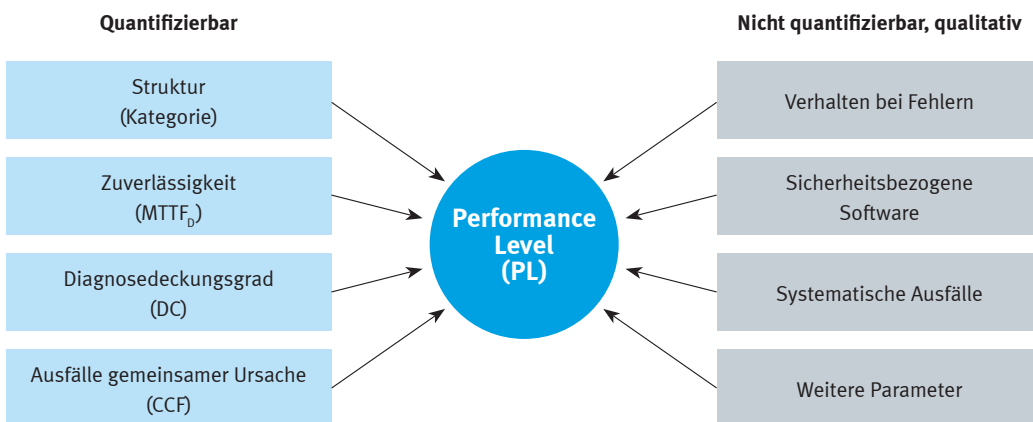 Quantifizierbar
Struktur
(Kategorie)
Zuverlässigkeit
(MTTF_D)
Diagnosedeckungsgrad
(DC)
Ausfälle gemeinsamer Ursache
(CCF)
Performance
Level
(PL)
Nicht quantifizierbar, qualitativ
Verhalten bei Fehlern
Sicherheitsbezogene
Software
Systematische Ausfälle
Weitere Parameter